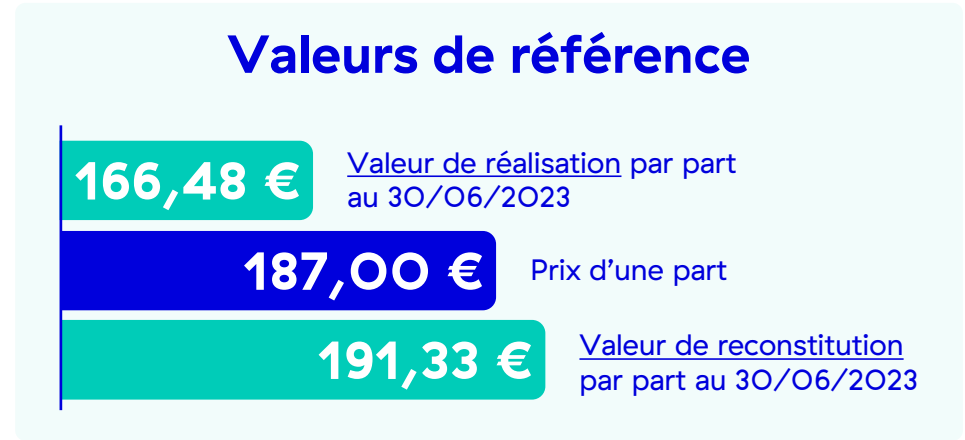 Valeurs de référence
166,48 €
Valeur de réalisation par part
au 30/06/2023
187,00 €
Prix d’une part
191,33 €
Valeur de reconstitution
par part au 30/06/2023